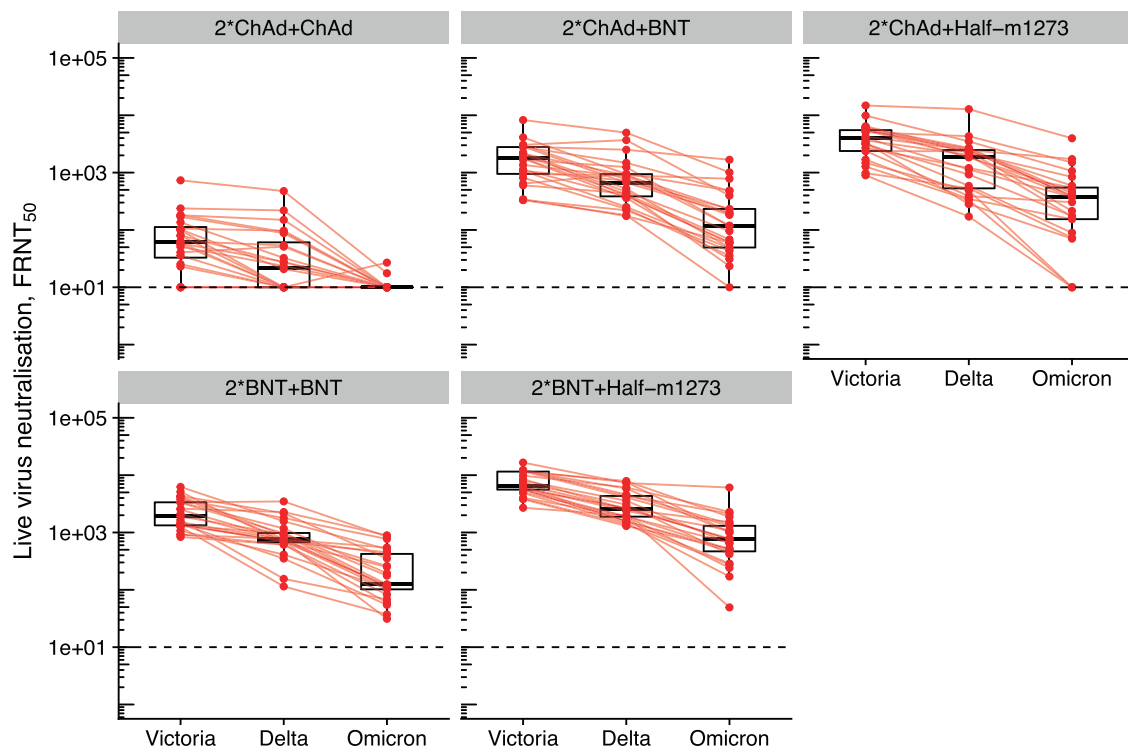 2*ChAd+ChAd
2*ChAd+BNT
2*ChAd+Half−m1273
1e+05
1e+03
1e+01
Victoria Delta Omicron
Live virus neutralisation, FRNT50
2*BNT+BNT
2*BNT+Half−m1273
1e+05
1e+03
1e+01
Victoria Delta Omicron
Victoria Delta Omicron